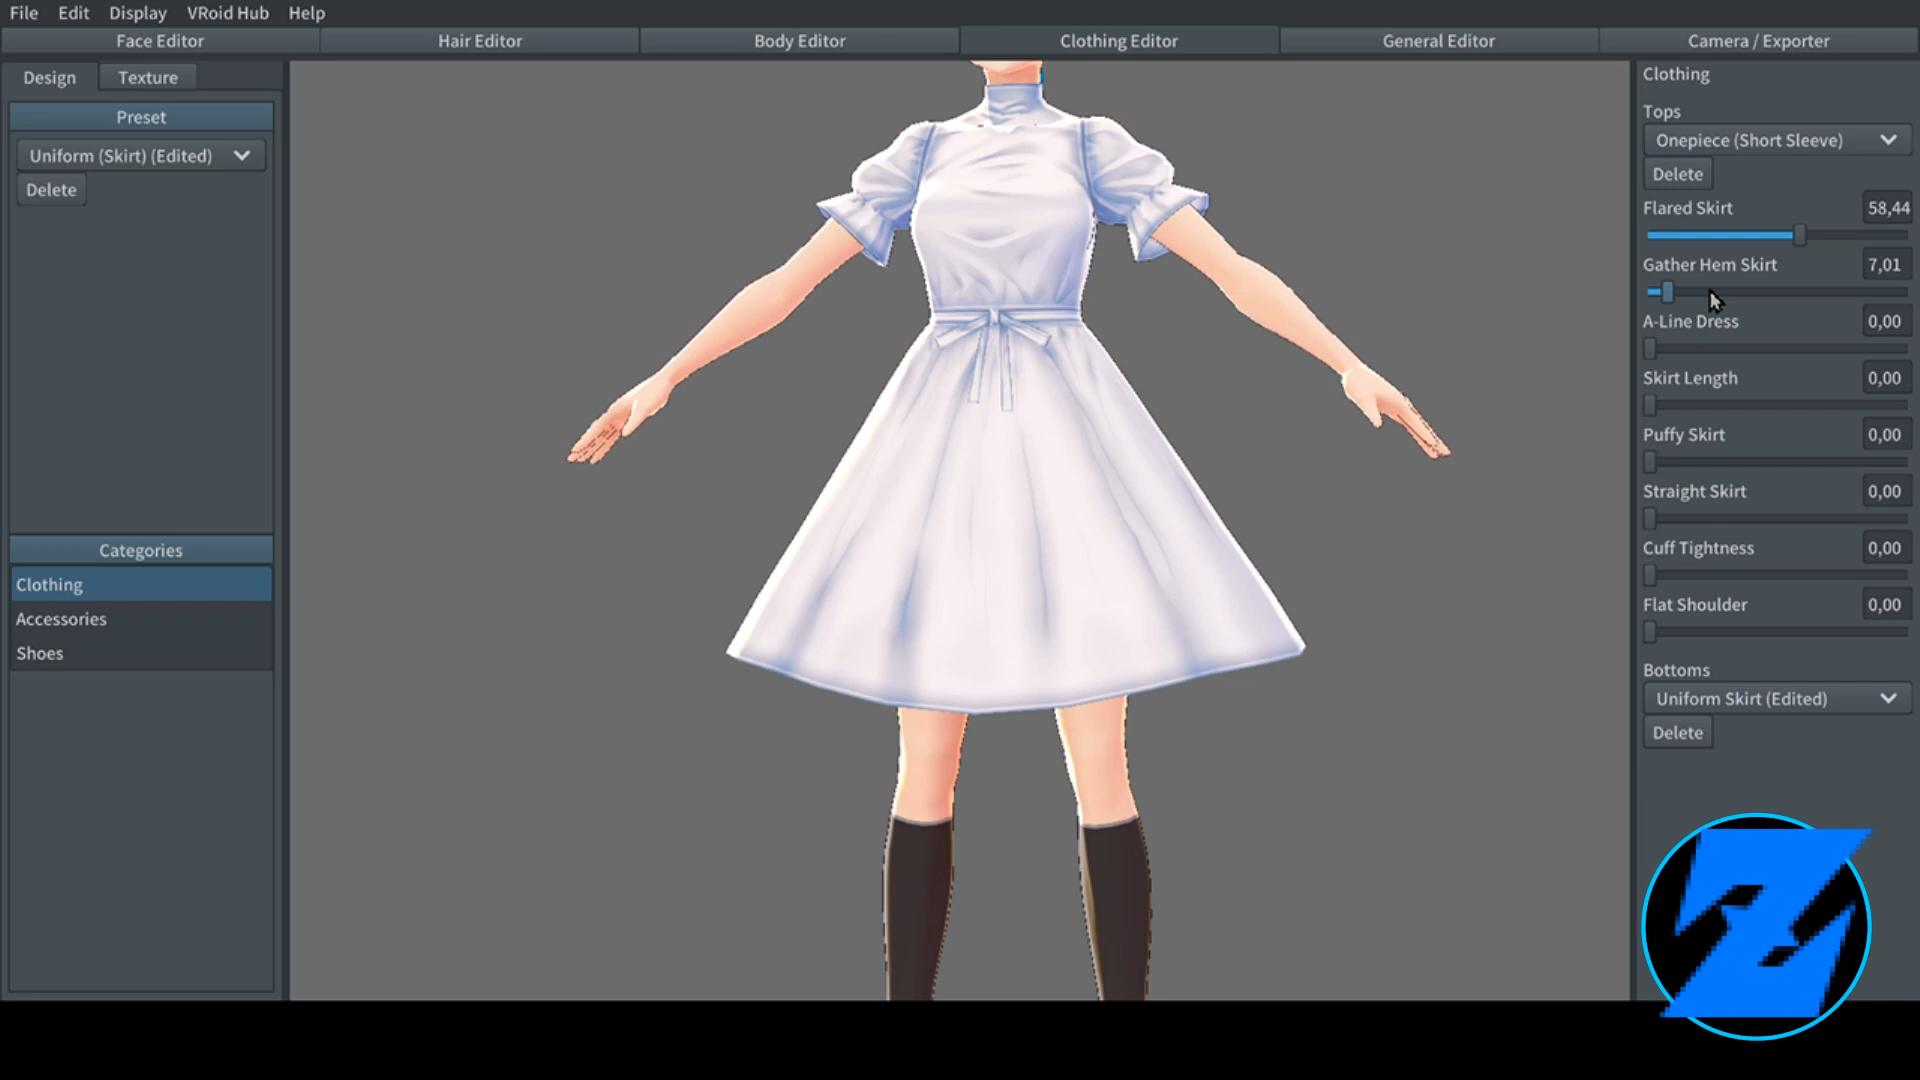 File Edit Display VRoid Hub Help
Face Editor Hair Editor Body Editor Clothing Editor General Editor Camera / Exporter
Design Texture
Preset
Uniform (Skirt) (Edited)
Delete
Categories
Clothing
Accessories
Shoes
Clothing
Tops
Onepiece (Short Sleeve)
Delete
Flared Skirt 58,44
Gather Hem Skirt 7,01
A-Line Dress 0,00
Skirt Length 0,00
Puffy Skirt 0,00
Straight Skirt 0,00
Cuff Tightness 0,00
Flat Shoulder 0,00
Bottoms
Uniform Skirt (Edited)
Delete
Z